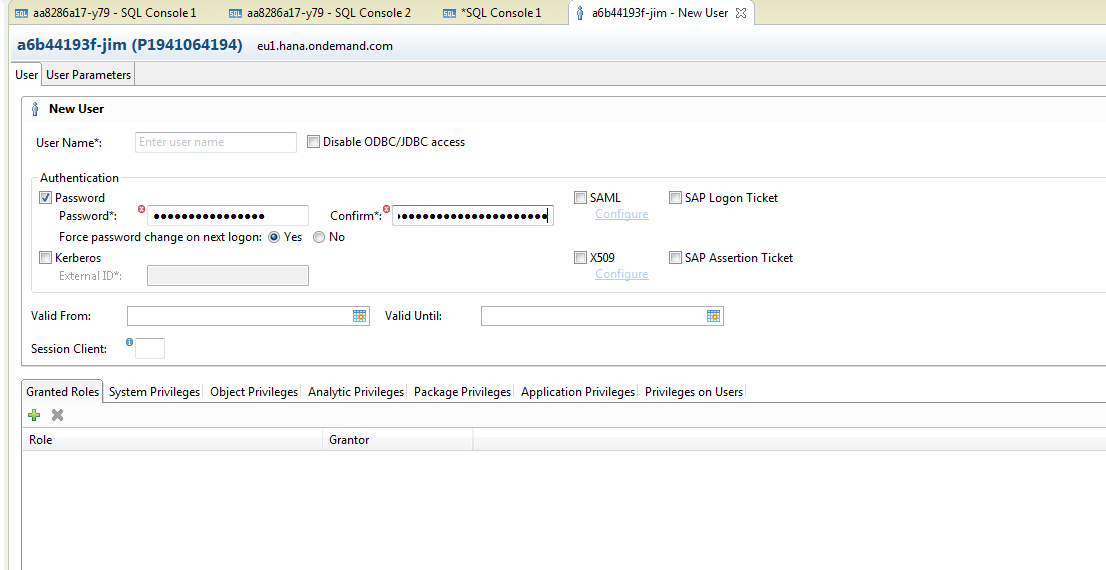 aa8286a17-y79 - SQL Console 1 aa8286a17-y79 - SQL Console 2 *SQL Console 1 a6b44193f-jim - New User
a6b44193f-jim (P1941064194) eu1.hana.ondemand.com
User User Parameters
New User
User Name*: Enter user name Disable ODBC/JDBC access
Authentication
Password SAML SAP Logon Ticket
Password*: Confirm*: Configure
Force password change on next logon: Yes No
Kerberos X509 SAP Assertion Ticket
External ID*: Configure
Valid From: Valid Until:
Session Client:
Granted Roles System Privileges Object Privileges Analytic Privileges Package Privileges Application Privileges Privileges on Users
Role Grantor